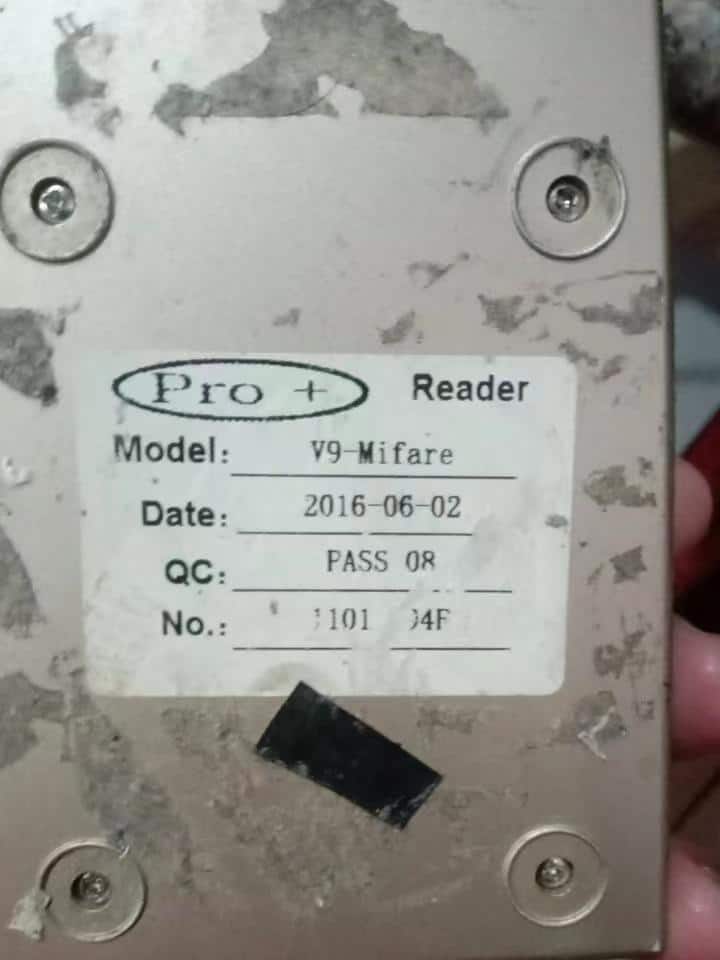 Pro + Reader
Model: V9-Mifare
Date: 2016-06-02
QC: PASS 08
No.: